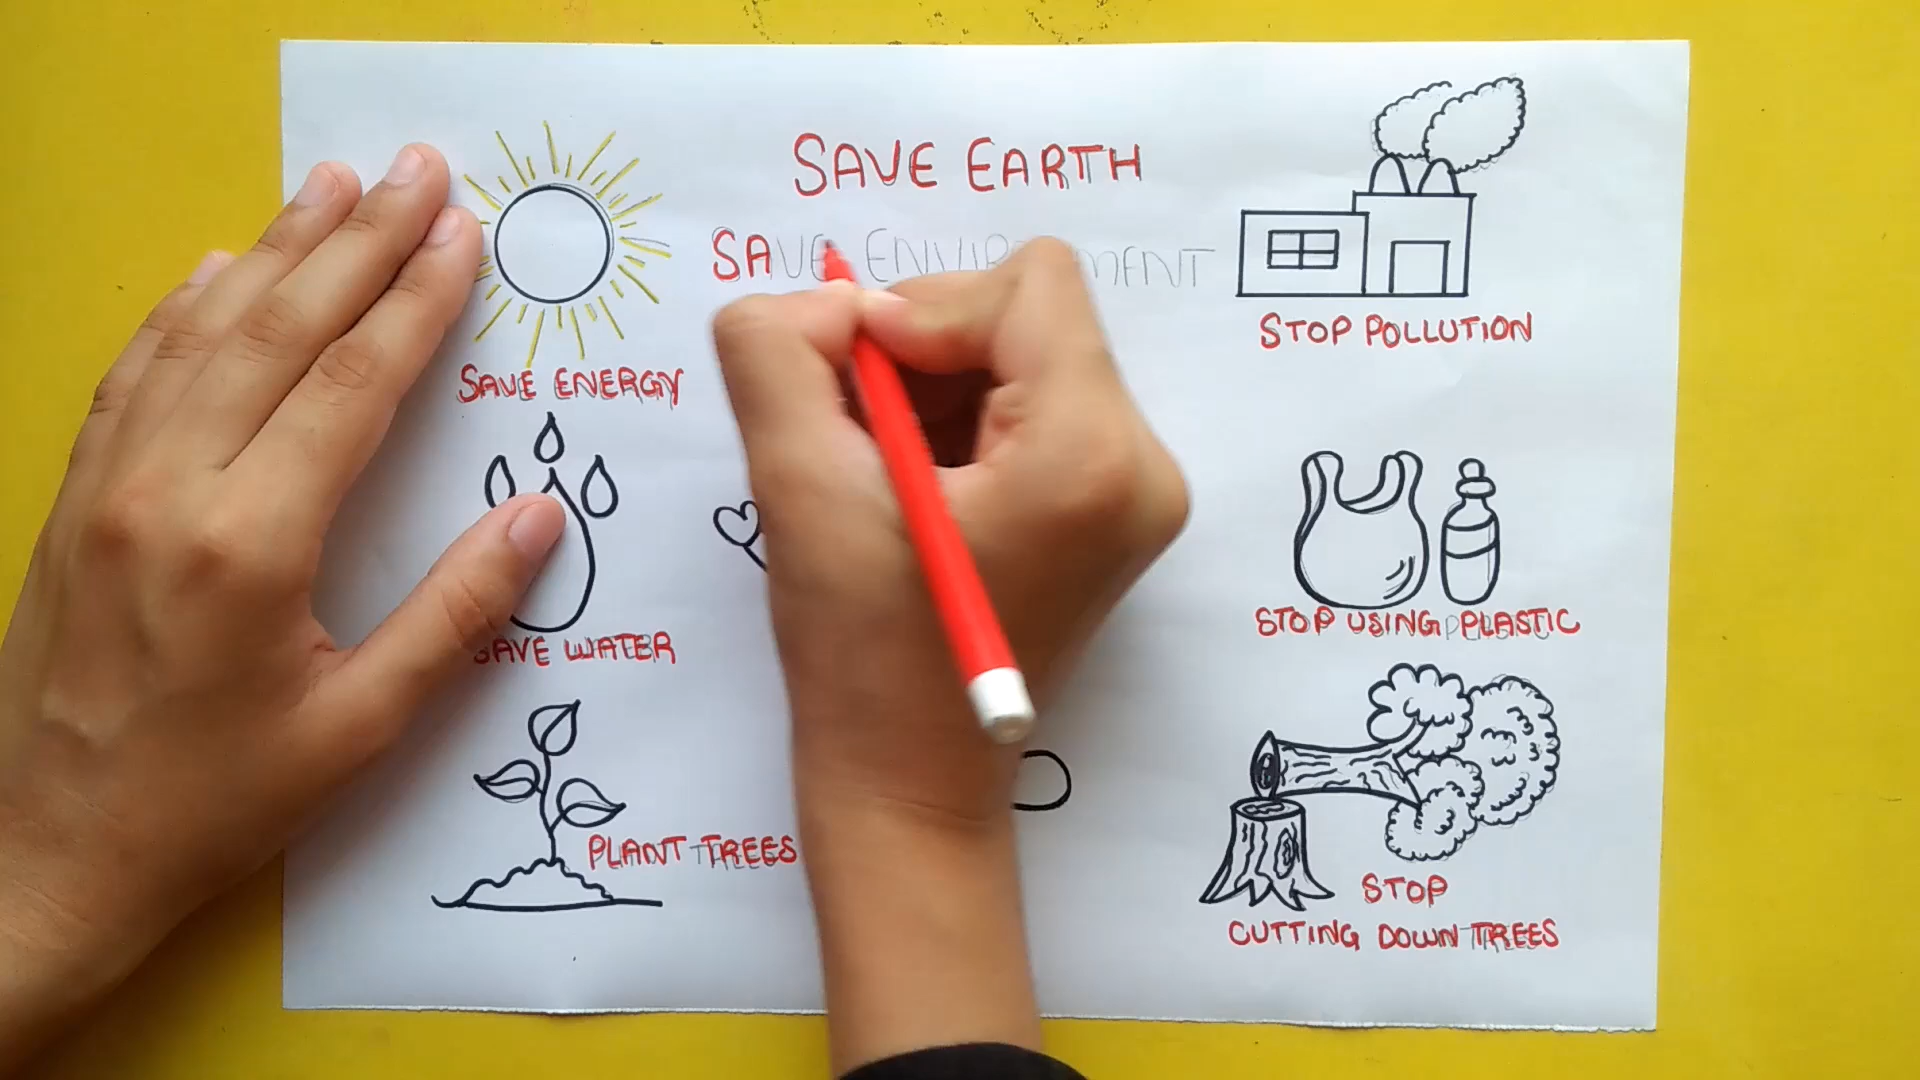 SAVE EARTH
SAVE ENVIRONMENT
STOP POLLUTION
SAVE ENERGY
STOP USING PLASTIC
SAVE WATER
PLANT TREES
STOP
CUTTING DOWN TREES